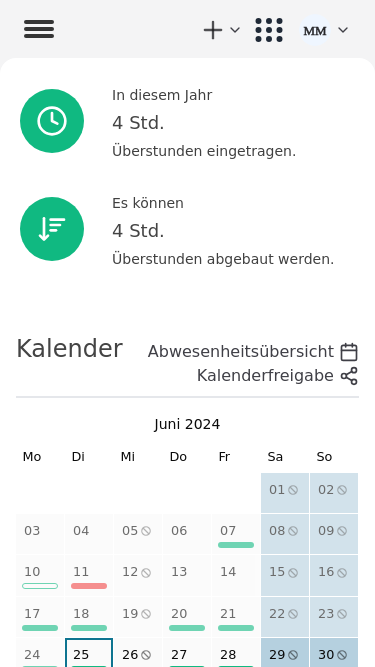 MM
In diesem Jahr
4 Std.
Überstunden eingetragen.
Es können
4 Std.
Überstunden abgebaut werden.
Kalender
Abwesenheitsübersicht
Kalenderfreigabe
Juni 2024
Mo Di Mi Do Fr Sa So
01 02
03 04 05 06 07 08 09
10 11 12 13 14 15 16
17 18 19 20 21 22 23
24 25 26 27 28 29 30